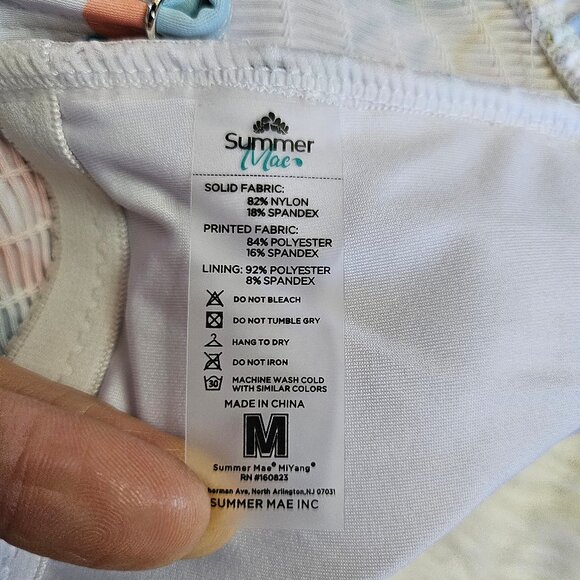 Summer
Mae
SOLID FABRIC:
82% NYLON
18% SPANDEX
PRINTED FABRIC:
84% POLYESTER
16% SPANDEX
LINING: 92% POLYESTER
8% SPANDEX
DO NOT BLEACH
DO NOT TUMBLE GRY
HANG TO DRY
DO NOT IRON
30
MACHINE WASH COLD
WITH SIMILAR COLORS
MADE IN CHINA
M
Summer Mae® MiYang®
RN #160823
Ave, North Arlington,NJ 07031
SUMMER MAE INC